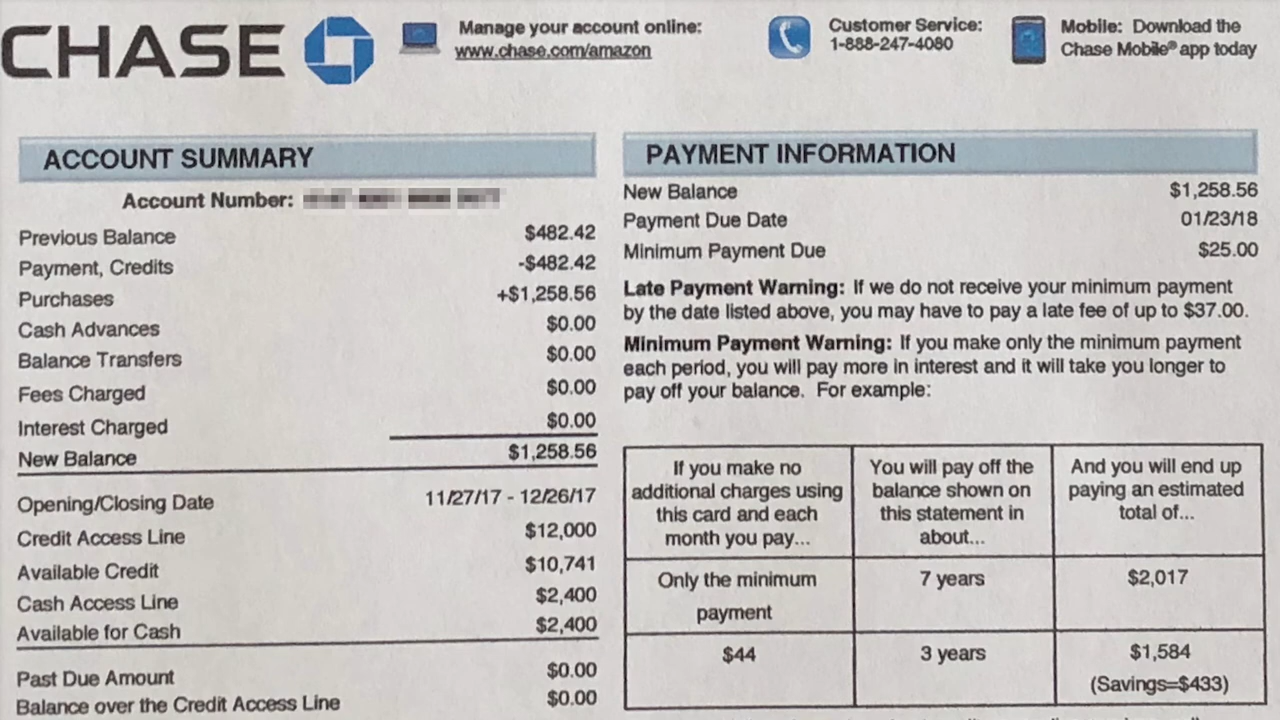 CHASE
Manage your account online:
www.chase.com/amazon
Customer Service:
1-888-247-4080
Mobile: Download the
Chase Mobile® app today
ACCOUNT SUMMARY
Account Number:
Previous Balance $482.42
Payment, Credits -$482.42
Purchases +$1,258.56
Cash Advances $0.00
Balance Transfers $0.00
Fees Charged $0.00
Interest Charged $0.00
New Balance $1,258.56
Opening/Closing Date 11/27/17 - 12/26/17
Credit Access Line $12,000
Available Credit $10,741
Cash Access Line $2,400
Available for Cash $2,400
Past Due Amount $0.00
Balance over the Credit Access Line $0.00
PAYMENT INFORMATION
New Balance $1,258.56
Payment Due Date 01/23/18
Minimum Payment Due $25.00
Late Payment Warning: If we do not receive your minimum payment
by the date listed above, you may have to pay a late fee of up to $37.00.
Minimum Payment Warning: If you make only the minimum payment
each period, you will pay more in interest and it will take you longer to
pay off your balance. For example:
If you make no
additional charges using
this card and each
month you pay...
You will pay off the
balance shown on
this statement in
about...
And you will end up
paying an estimated
total of...
Only the minimum
payment
7 years
$2,017
$44
3 years
$1,584
(Savings=$433)